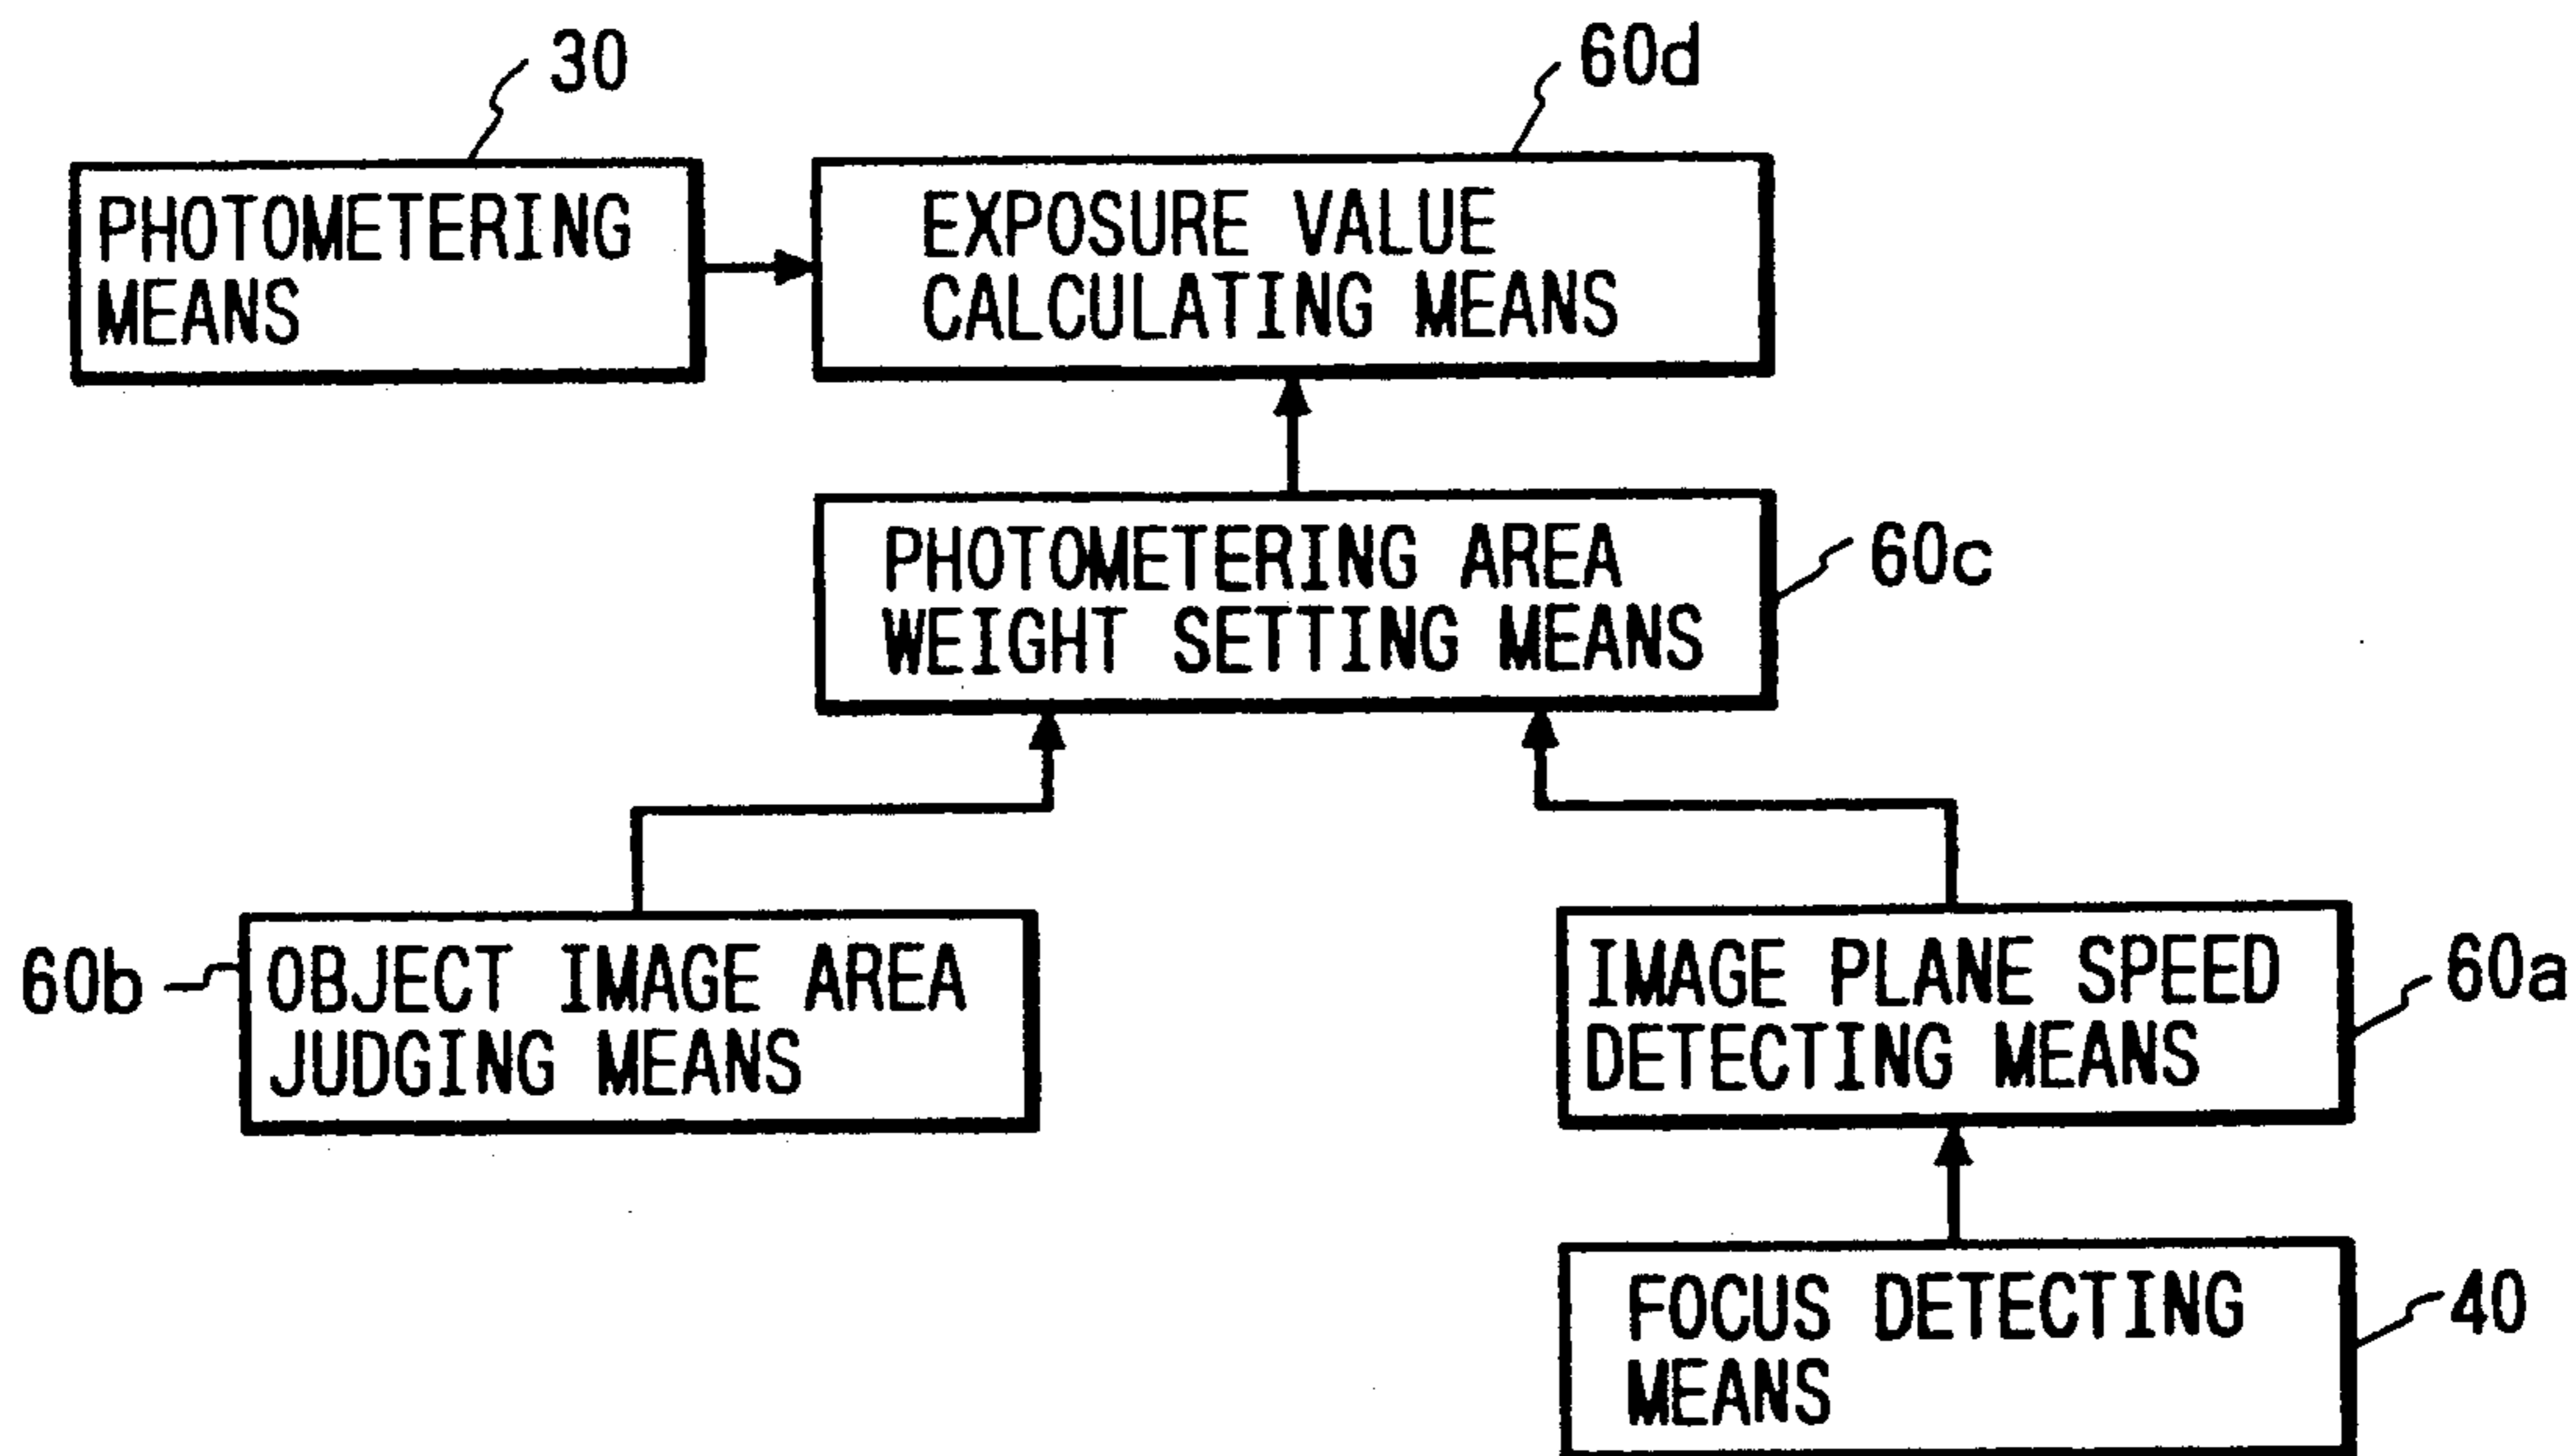 30
60d
PHOTOMETERING
MEANS
EXPOSURE VALUE
CALCULATING MEANS
PHOTOMETERING AREA
WEIGHT SETTING MEANS
60c
60b
OBJECT IMAGE AREA
JUDGING MEANS
IMAGE PLANE SPEED
DETECTING MEANS
60a
FOCUS DETECTING
MEANS
40